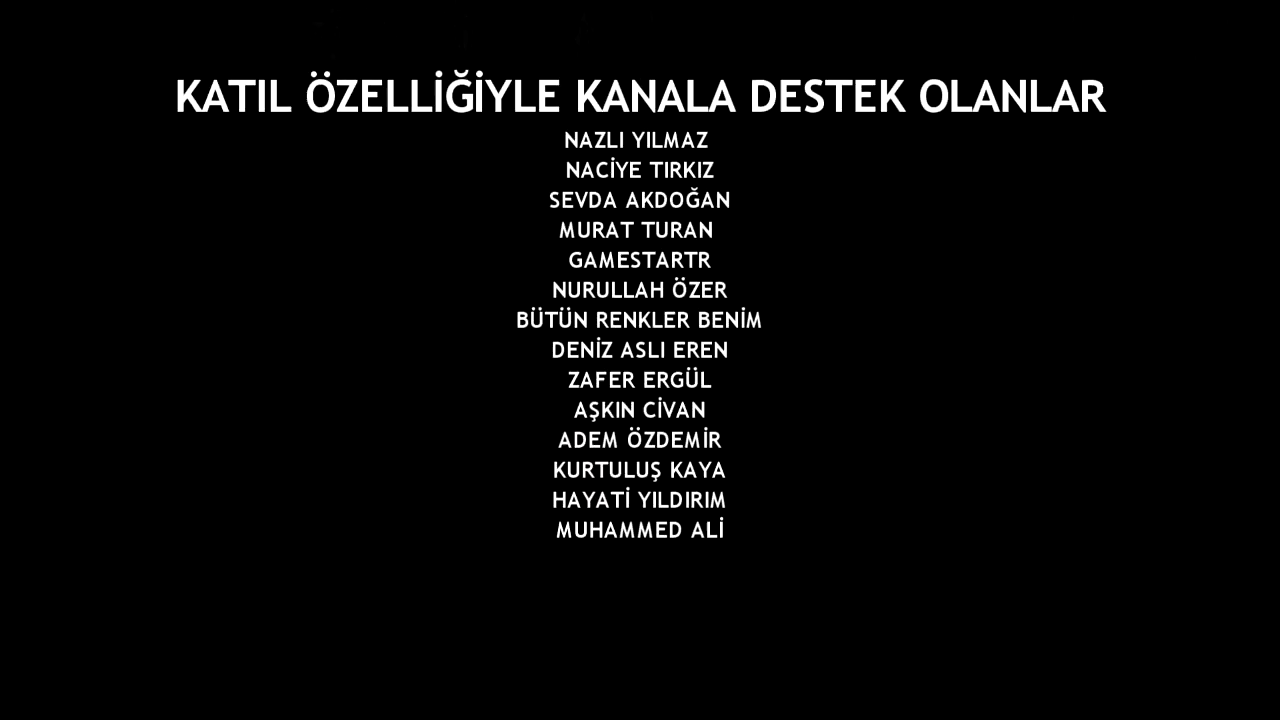 KATIL ÖZELLİĞİYLE KANALA DESTEK OLANLAR
NAZLI YILMAZ
NACİYE TIRKIZ
SEVDA AKDOĞAN
MURAT TURAN
GAMESTARTR
NURULLAH ÖZER
BÜTÜN RENKLER BENİM
DENİZ ASLI EREN
ZAFER ERGÜL
AŞKIN CİVAN
ADEM ÖZDEMİR
KURTULUŞ KAYA
HAYATİ YILDIRIM
MUHAMMED ALİ